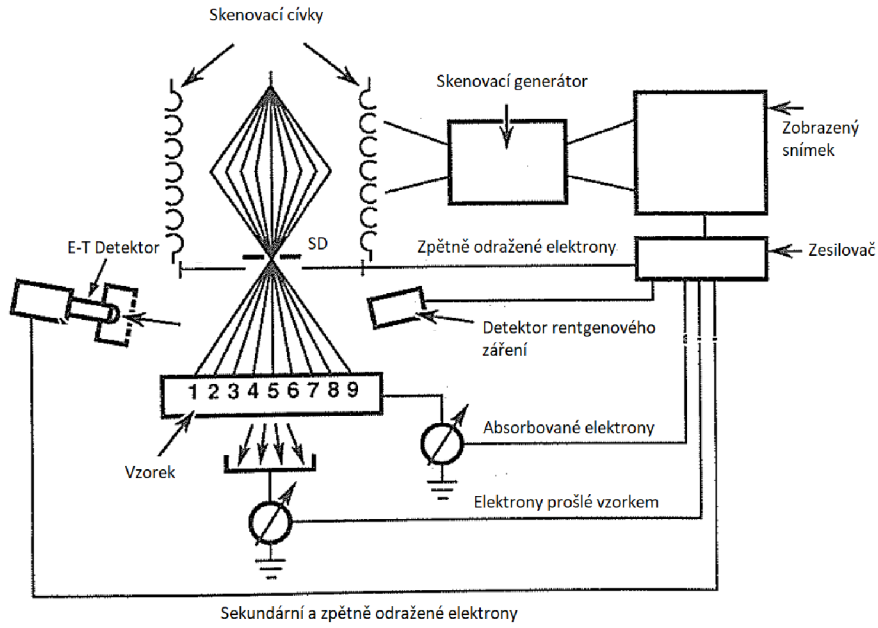 Skenovací cívky
Skenovací generátor
Zobrazený
snímek
SD
E-T Detektor
Zpětně odražené elektrony
Zesilovač
Detektor rentgenového
záření
1 2 3 4 5 6 7 8 9
Absorbované elektrony
Vzorek
Elektrony prošlé vzorkem
Sekundární a zpětně odražené elektrony